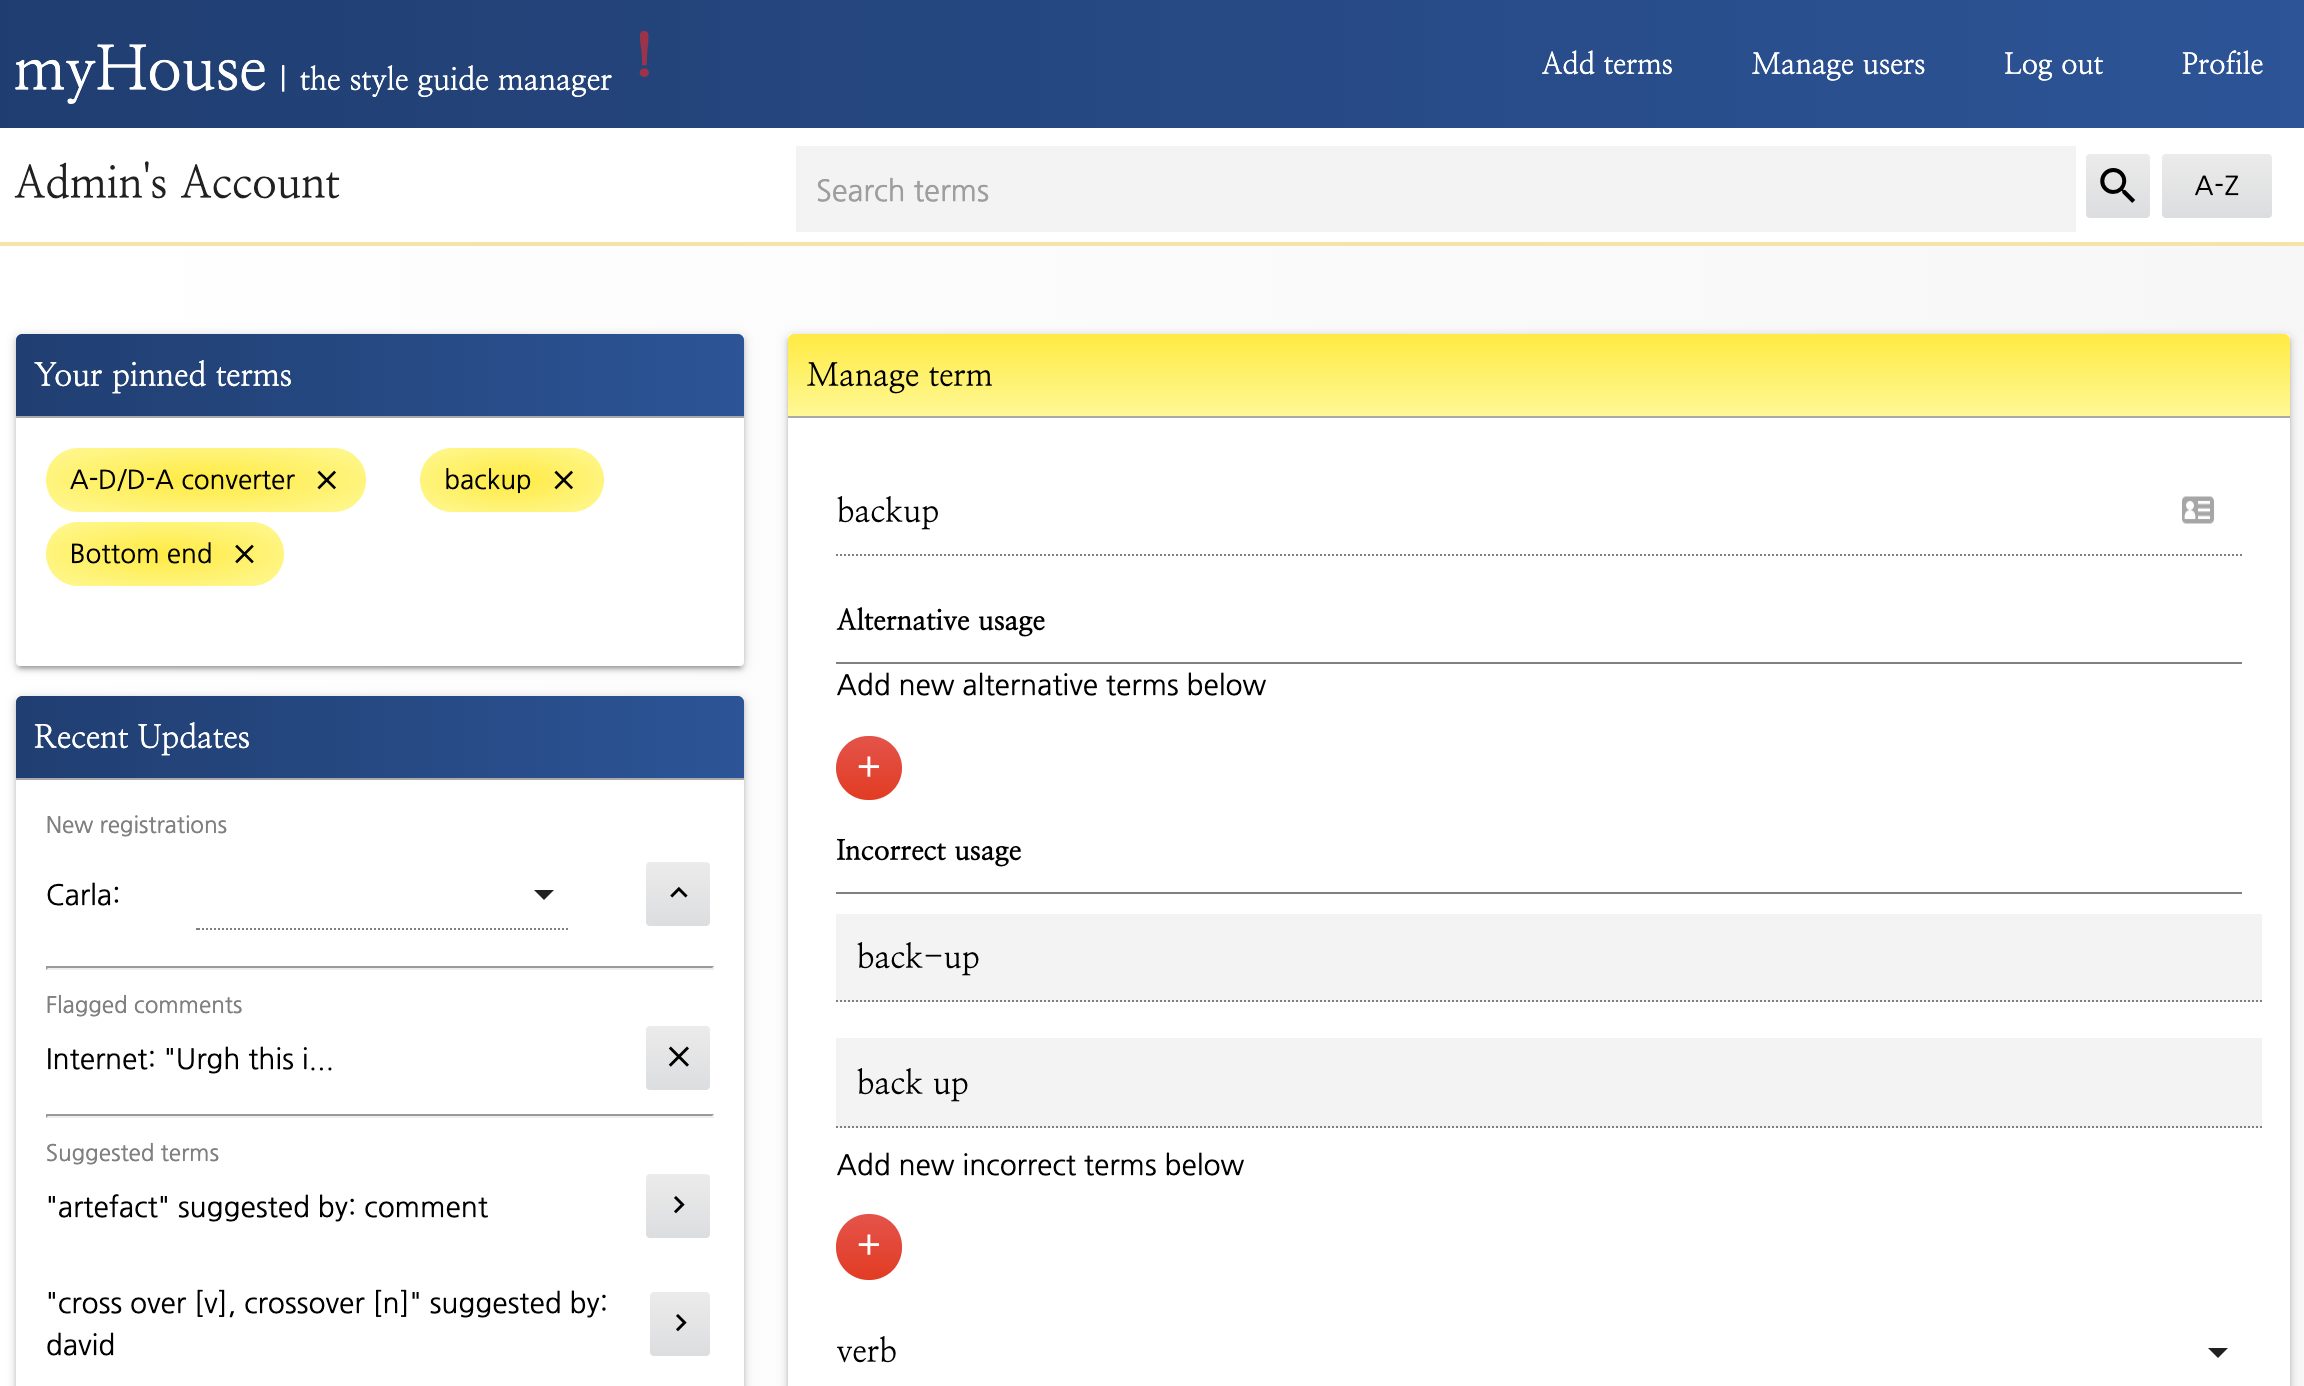 myHouse | the style guide manager !
Add terms
Manage users
Log out
Profile
Admin's Account
Search terms
A-Z
Your pinned terms
A-D/D-A converter
backup
Bottom end
Recent Updates
New registrations
Carla:
Flagged comments
Internet: "Urgh this i...
Suggested terms
"artefact" suggested by: comment
"cross over [v], crossover [n]" suggested by:
david
Manage term
backup
Alternative usage
Add new alternative terms below
+
Incorrect usage
back-up
back up
Add new incorrect terms below
+
verb